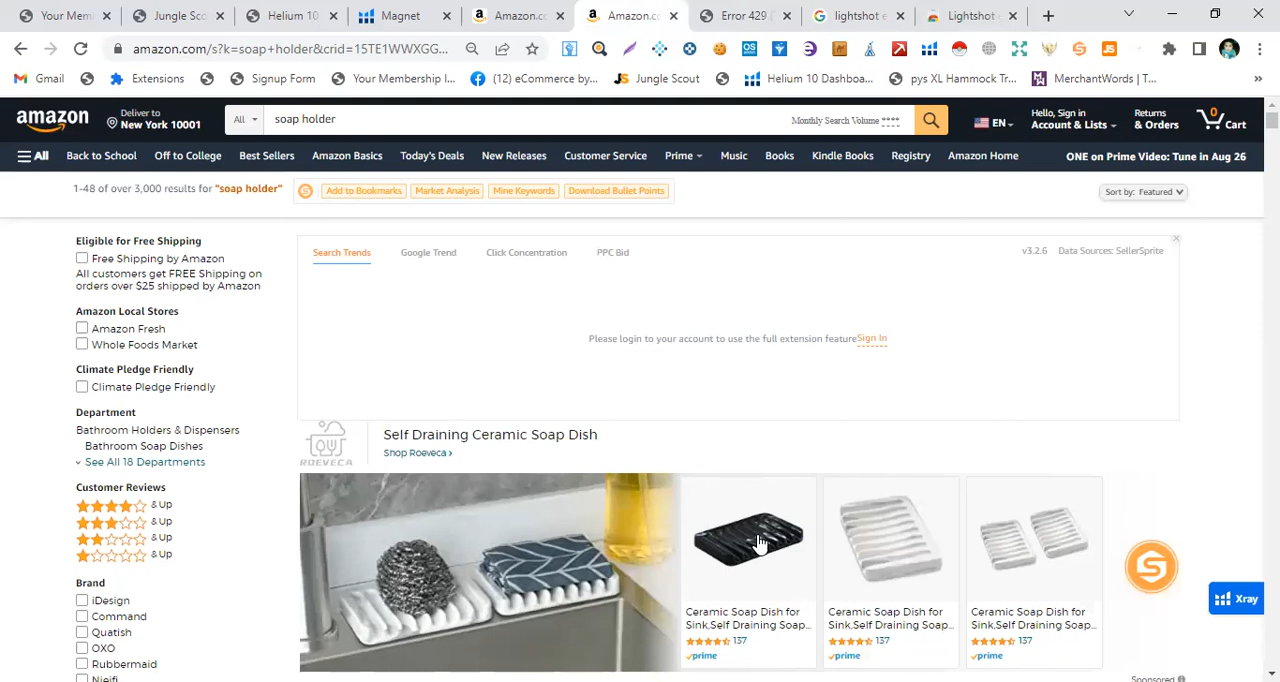 Your Mem
Jungle Sco
Helium 10
Magnet
Amazon.c
Amazon.cc
Error 429 (
lightshot e
Lightshot
amazon.com/s?k=soap+holder&crid=15TE1WWXGG...
Gmail
Extensions
Signup Form
Your Membership I...
(12) eCommerce by...
Jungle Scout
Helium 10 Dashboa...
pys XL Hammock Tr...
MerchantWords | T...
»
amazon
Deliver to
New York 10001
All
soap holder
Monthly Search Volume ****
EN
Hello, Sign in
Account & Lists
Returns
& Orders
0
Cart
All
Back to School
Off to College
Best Sellers
Amazon Basics
Today's Deals
New Releases
Customer Service
Prime
Music
Books
Kindle Books
Registry
Amazon Home
ONE on Prime Video: Tune in Aug 26
1-48 of over 3,000 results for "soap holder"
Add to Bookmarks
Market Analysis
Mine Keywords
Download Bullet Points
Sort by: Featured
Eligible for Free Shipping
Free Shipping by Amazon
All customers get FREE Shipping on
orders over $25 shipped by Amazon
Amazon Local Stores
Amazon Fresh
Whole Foods Market
Climate Pledge Friendly
Climate Pledge Friendly
Department
Bathroom Holders & Dispensers
Bathroom Soap Dishes
See All 18 Departments
Customer Reviews
& Up
& Up
& Up
& Up
Brand
iDesign
Command
Quatish
OXO
Rubbermaid
Search Trends
Google Trend
Click Concentration
PPC Bid
v3.2.6
Data Sources: SellerSprite
Please login to your account to use the full extension feature Sign In
ROEVECA
Self Draining Ceramic Soap Dish
Shop Roeveca ›
Ceramic Soap Dish for
Sink,Self Draining Soap...
137
prime
Ceramic Soap Dish for
Sink,Self Draining Soap...
137
prime
Ceramic Soap Dish for
Sink,Self Draining Soap...
137
prime
Xray
Sponsored